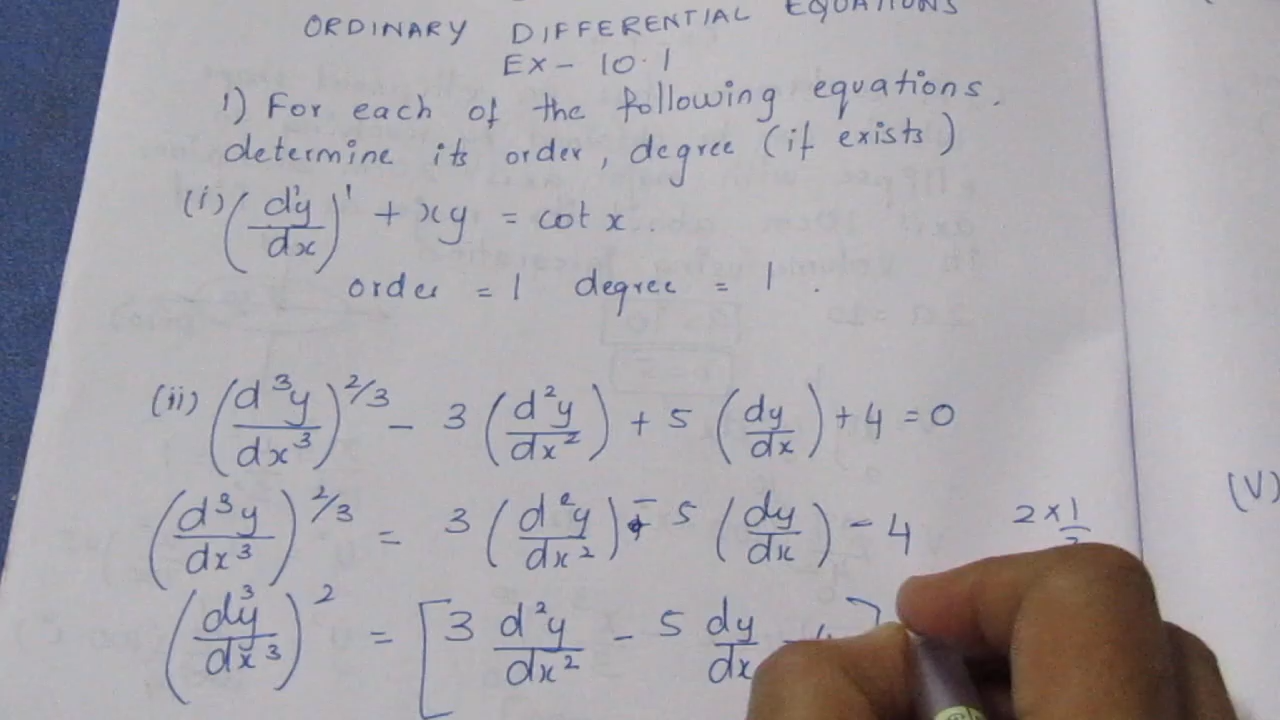 ORDINARY DIFFERENTIAL EQUATIONS
EX - 10.1
1) For each of the following equations.
determine its order, degree (if exists)
(i) (d'y/dx)' + xy = cot x.
order = 1 degree = 1.
(ii) (d³y/dx³)^2/3 - 3 (d²y/dx²) + 5 (dy/dx) + 4 = 0
(d³y/dx³)^2/3 = 3 (d²y/dx²) - 5 (dy/dx) - 4 2 × 1
(V)
(dy³/dx³)² = [3 d²y/dx² - 5 dy/dx